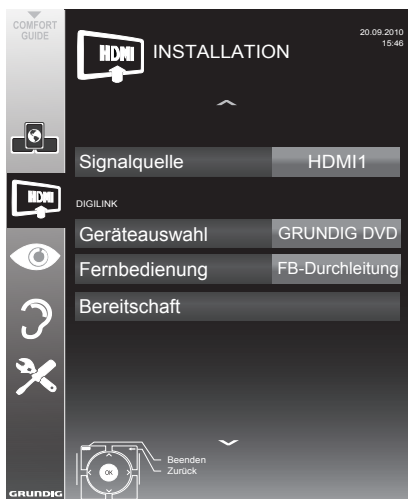 COMFORT
GUIDE
HDMI
INSTALLATION
20.09.2010
15:46
Signalquelle
HDMI1
HDMI
DIGILINK
Geräteauswahl
GRUNDIG DVD
Fernbedienung
FB-Durchleitung
Bereitschaft
Beenden
Zurück
OK
GRUNDIG